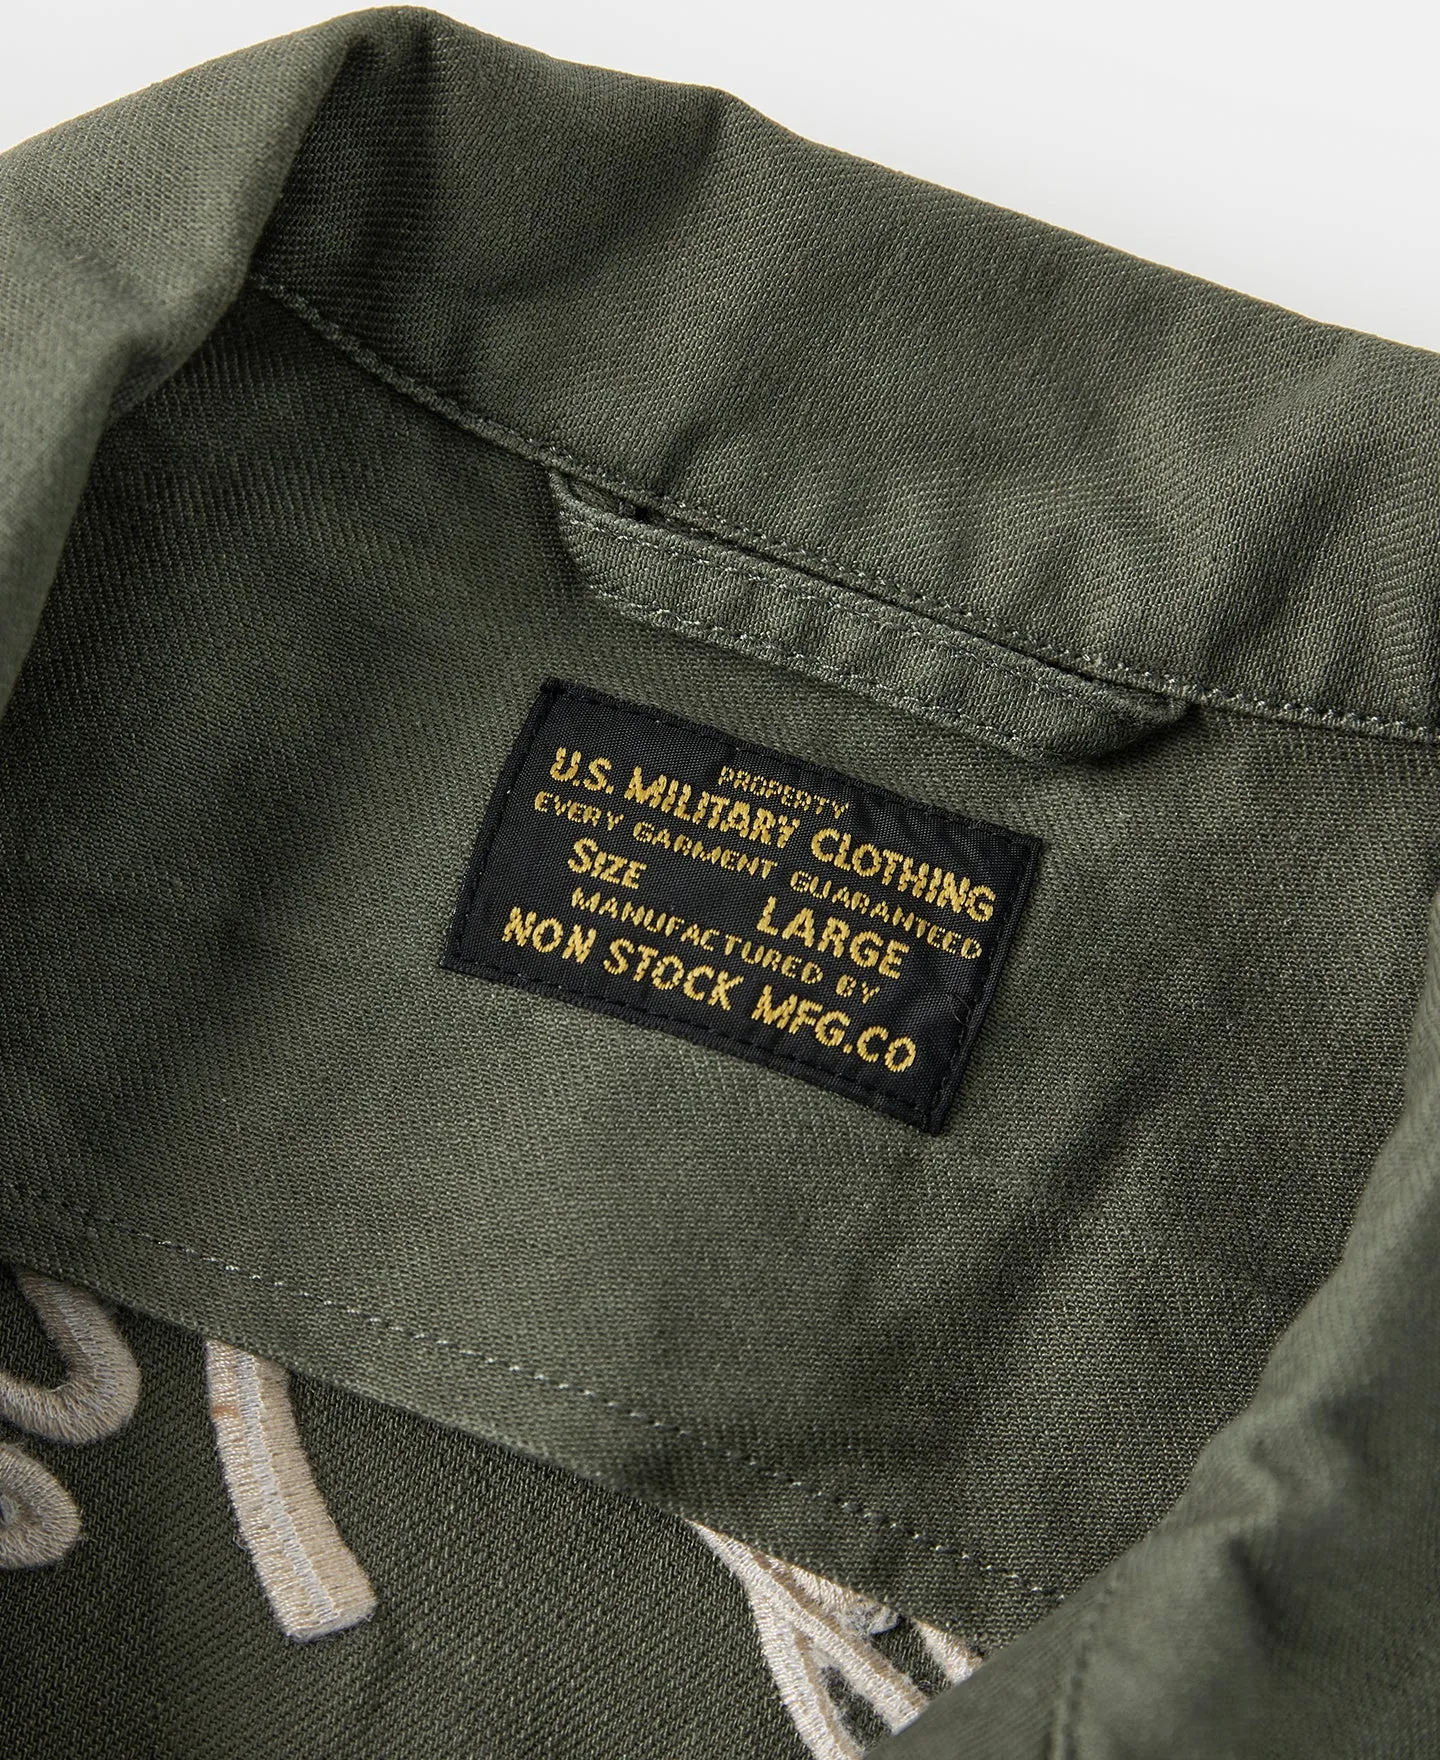 PROPERTY
U.S. MILITARY CLOTHING
EVERY GARMENT GUARANTEED
SIZE LARGE
MANUFACTURED BY
NON STOCK MFG.CO